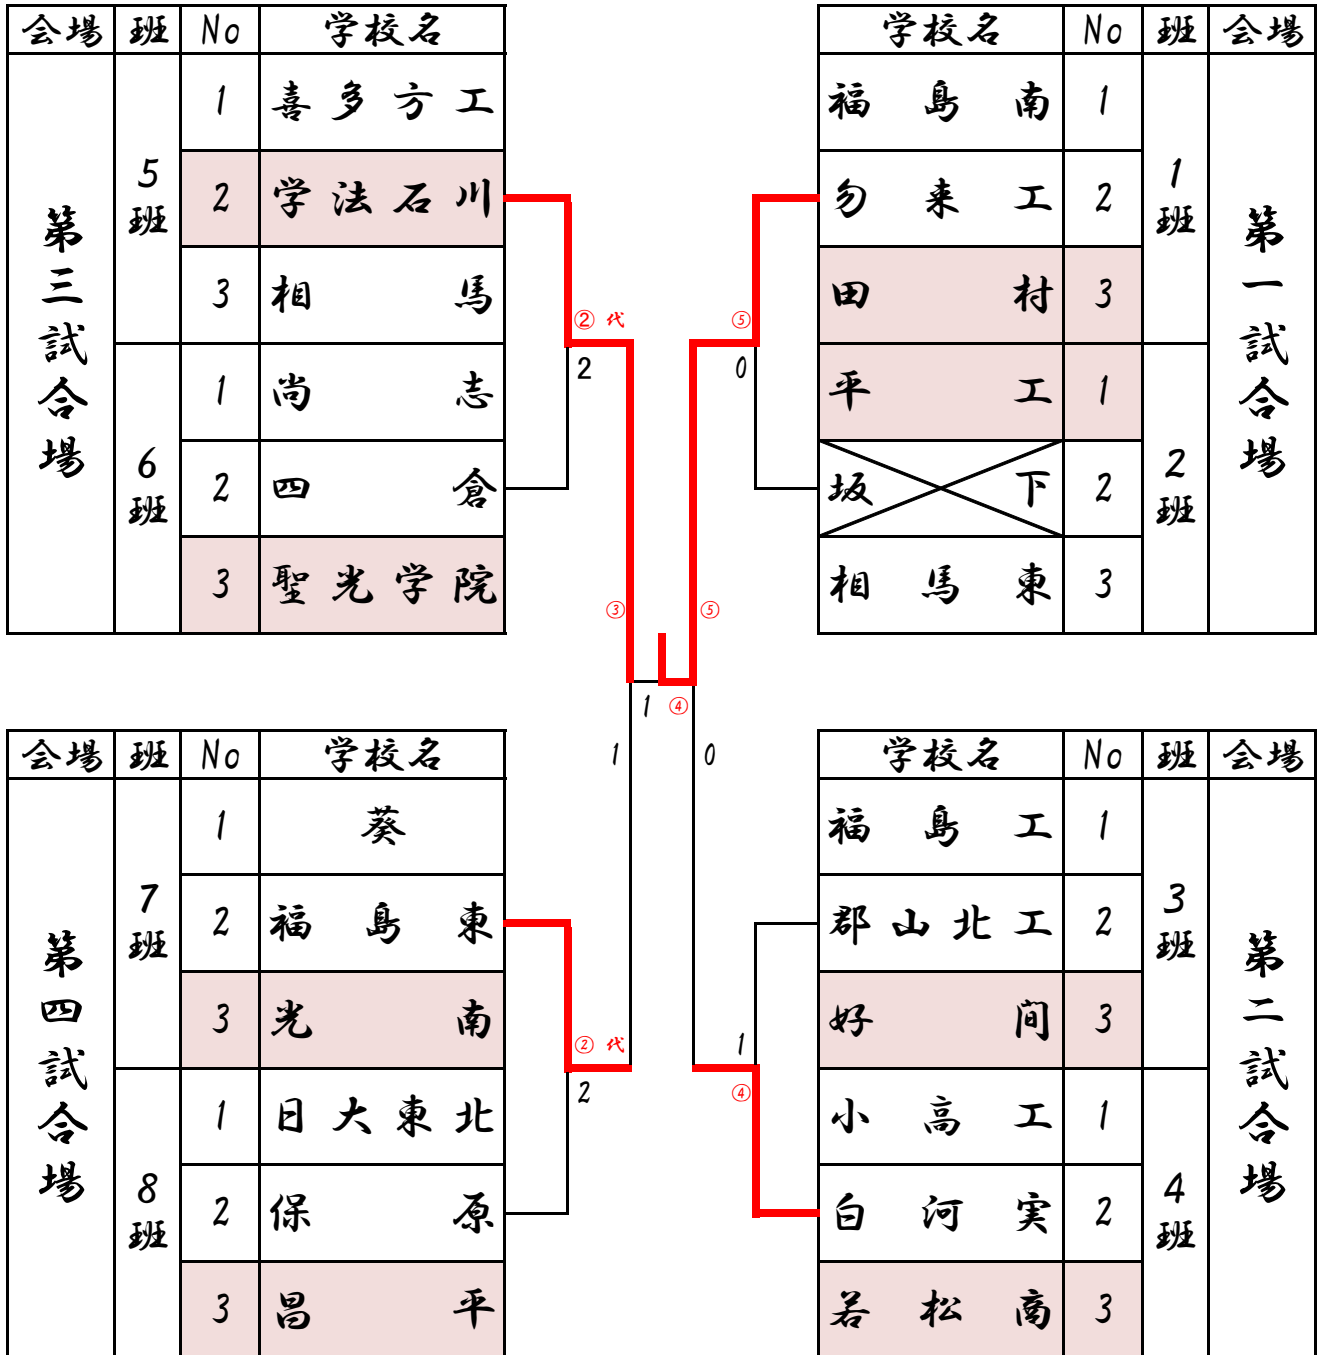 会場 班 No 学校名
第三試合場
5班
1 喜多方工
2 学法石川
3 相馬
6班
1 尚志
2 四倉
3 聖光学院
学校名 No 班 会場
福島南 1
勿来工 2
田村 3
1班
平工 1
坂下 2
相馬東 3
2班
第一試合場
② 代
2
⑤
0
③
⑤
1 ④
1
0
会場 班 No 学校名
第四試合場
7班
1 葵
2 福島東
3 光南
8班
1 日大東北
2 保原
3 昌平
② 代
2
1
④
学校名 No 班 会場
福島工 1
郡山北工 2
好間 3
3班
小高工 1
白河実 2
若松商 3
4班
第二試合場